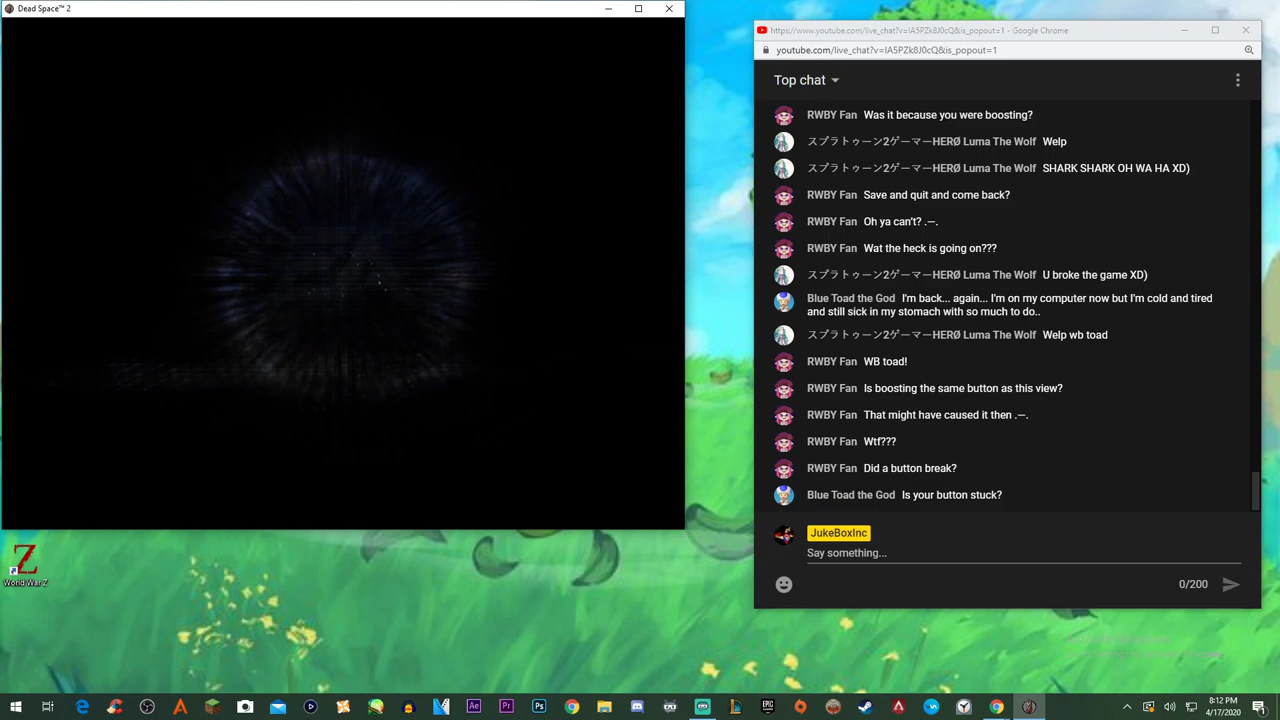 Dead Space™ 2
https://www.youtube.com/live_chat?v=IA5PZk8J0cQ&is_popout=1 - Google Chrome
youtube.com/live_chat?v=IA5PZk8J0cQ&is_popout=1
Top chat
RWBY Fan Was it because you were boosting?
スプラトゥーン2ゲーマーHERØ Luma The Wolf Welp
スプラトゥーン2ゲーマーHERØ Luma The Wolf SHARK SHARK OH WA HA XD)
RWBY Fan Save and quit and come back?
RWBY Fan Oh ya can't? .—.
RWBY Fan Wat the heck is going on???
スプラトゥーン2ゲーマーHERØ Luma The Wolf U broke the game XD)
Blue Toad the God I'm back... again... I'm on my computer now but I'm cold and tired
and still sick in my stomach with so much to do..
スプラトゥーン2ゲーマーHERØ Luma The Wolf Welp wb toad
RWBY Fan WB toad!
RWBY Fan Is boosting the same button as this view?
RWBY Fan That might have caused it then .—.
RWBY Fan Wtf???
RWBY Fan Did a button break?
Blue Toad the God Is your button stuck?
JukeBoxInc
Say something...
0/200
World War Z
8:12 PM
4/17/2020